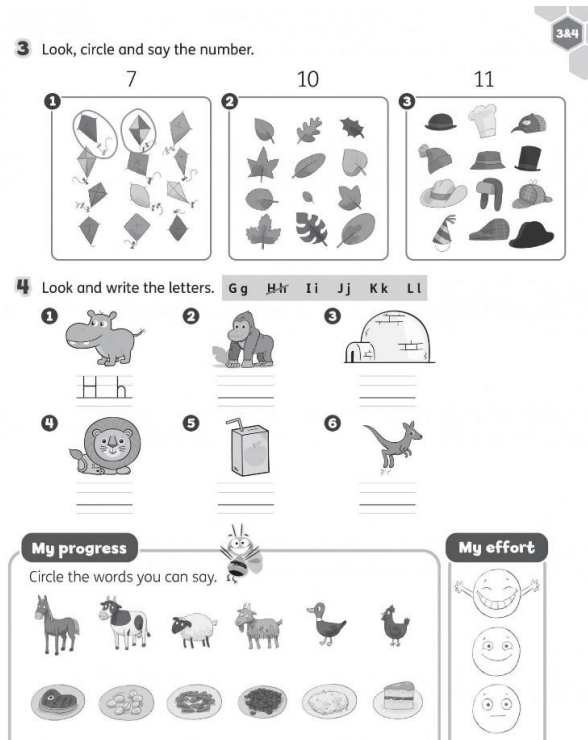 3&4
3 Look, circle and say the number.
7 10 11
1 2 3
4 Look and write the letters. Gg Hh Ii Jj Kk Ll
1 2 3
H h
4 5 6
My progress My effort
Circle the words you can say.